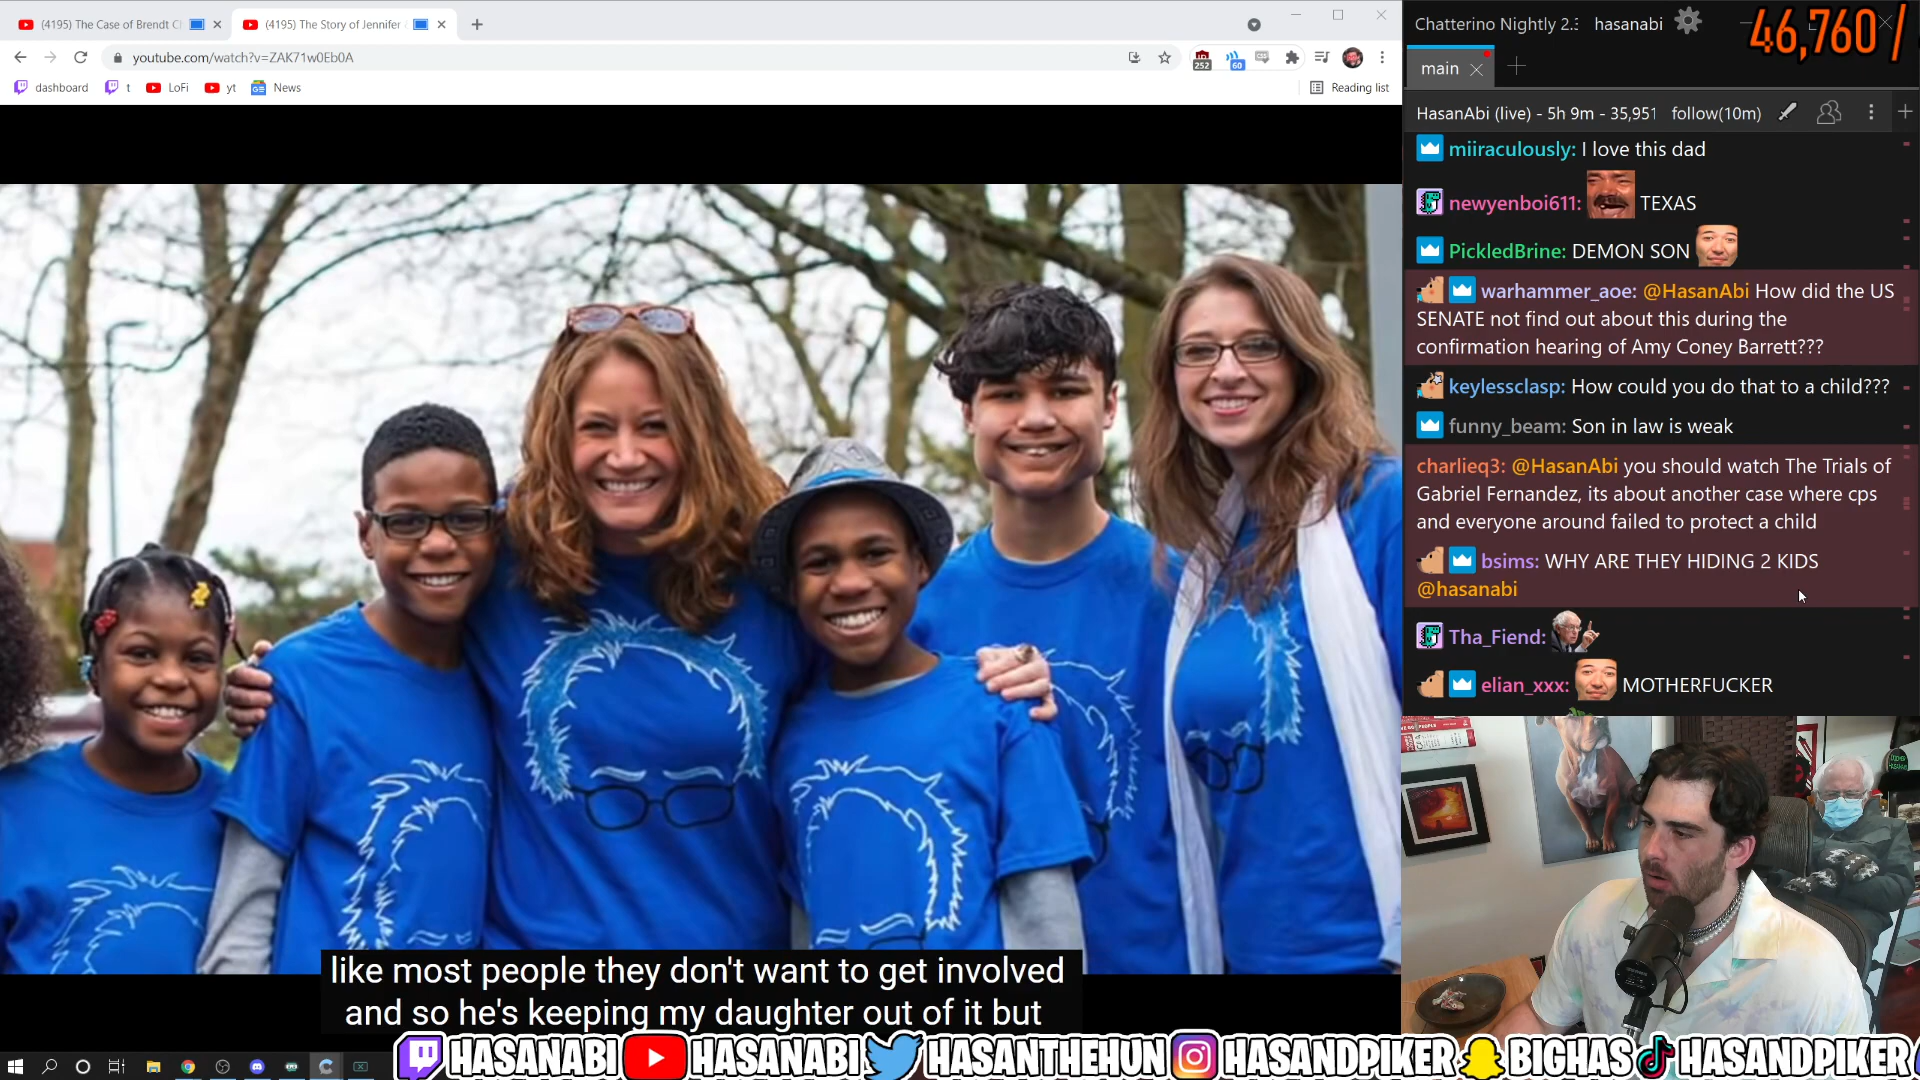 (4195) The Case of Brendt C
(4195) The Story of Jennifer
youtube.com/watch?v=ZAK71w0Eb0A
252
60
dashboard
t
LoFi
yt
News
Reading list
like most people they don't want to get involved
and so he's keeping my daughter out of it but
Chatterino Nightly 2.
hasanabi
46,760 /
main
HasanAbi (live) - 5h 9m - 35,951
follow(10m)
miiraculously: I love this dad
newyenboi611: TEXAS
PickledBrine: DEMON SON
warhammer_aoe: @HasanAbi How did the US
SENATE not find out about this during the
confirmation hearing of Amy Coney Barrett???
keylessclasp: How could you do that to a child???
funny_beam: Son in law is weak
charlieq3: @HasanAbi you should watch The Trials of
Gabriel Fernandez, its about another case where cps
and everyone around failed to protect a child
bsims: WHY ARE THEY HIDING 2 KIDS
@hasanabi
Tha_Fiend:
elian_xxx: MOTHERFUCKER
HASANABI HASANABI HASANTHEHUN HASANDPIKER BIGHAS HASANDPIKER